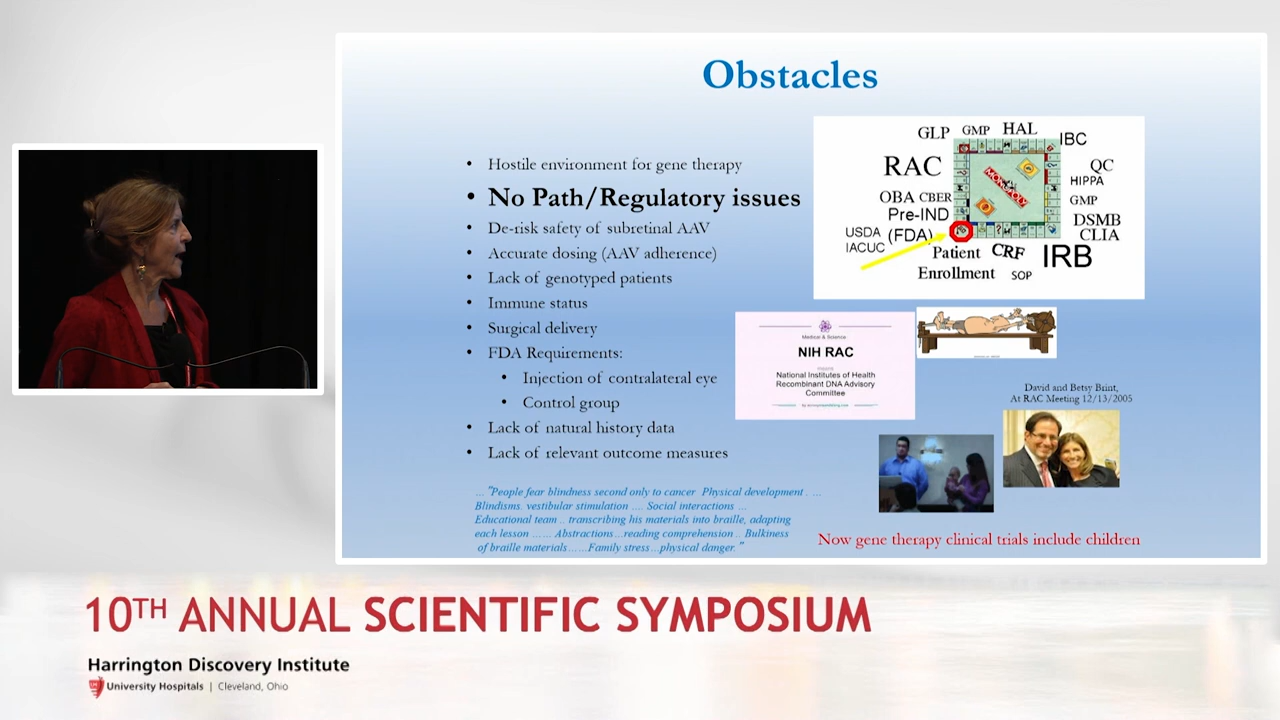 Obstacles
• Hostile environment for gene therapy
• No Path/Regulatory issues
• De-risk safety of subretinal AAV
• Accurate dosing (AAV adherence)
• Lack of genotyped patients
• Immune status
• Surgical delivery
• FDA Requirements:
• Injection of contralateral eye
• Control group
• Lack of natural history data
• Lack of relevant outcome measures
... "People fear blindness second only to cancer Physical development . ...
Blindisms. vestibular stimulation .... Social interactions ...
Educational team .. transcribing his materials into braille, adapting
each lesson ...... Abstractions...reading comprehension .. Bulkiness
of braille materials......Family stress...physical danger."
GLP GMP HAL IBC
RAC
QC
HIPPA
OBA CBER
GMP
Pre-IND
DSMB
USDA (FDA)
CLIA
IACUC
MONOPOLY
Patient CRF IRB
Enrollment SOP
Medical & Science
NIH RAC
means
National Institutes of Health
Recombinant DNA Advisory
Committee
David and Betsy Brint,
At RAC Meeting 12/13/2005
Now gene therapy clinical trials include children
10TH ANNUAL SCIENTIFIC SYMPOSIUM
Harrington Discovery Institute
University Hospitals | Cleveland, Ohio